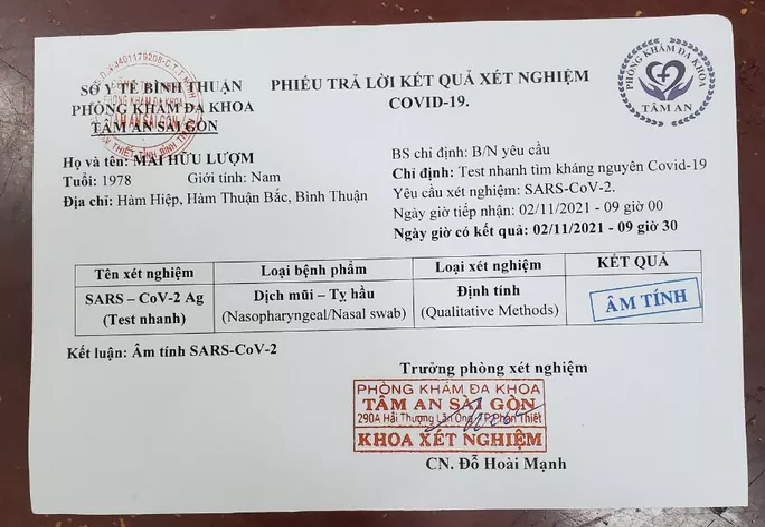 SỞ Y TẾ BÌNH THUẬN
PHÒNG KHÁM ĐA KHOA
TÂM AN SÀI GÒN
PHIẾU TRẢ LỜI KẾT QUẢ XÉT NGHIỆM
COVID-19.
PHÒNG KHÁM ĐA KHOA
TÂM AN
Họ và tên: MAI HỮU LƯỢM
Tuổi: 1978 Giới tính: Nam
Địa chỉ: Hàm Hiệp, Hàm Thuận Bắc, Bình Thuận
BS chỉ định: B/N yêu cầu
Chỉ định: Test nhanh tìm kháng nguyên Covid-19
Yêu cầu xét nghiệm: SARS-CoV-2.
Ngày giờ tiếp nhận: 02/11/2021 - 09 giờ 00
Ngày giờ có kết quả: 02/11/2021 - 09 giờ 30
Tên xét nghiệm Loại bệnh phẩm Loại xét nghiệm KẾT QUẢ
SARS – CoV-2 Ag Dịch mũi – Tỵ hầu Định tính ÂM TÍNH
(Test nhanh) (Nasopharyngeal/Nasal swab) (Qualitative Methods)
Kết luận: Âm tính SARS-CoV-2
Trưởng phòng xét nghiệm
PHÒNG KHÁM ĐA KHOA
TÂM AN SÀI GÒN
290A Hải Thượng Lãn Ông, TP. Phan Thiết
KHOA XÉT NGHIỆM
CN. Đỗ Hoài Mạnh